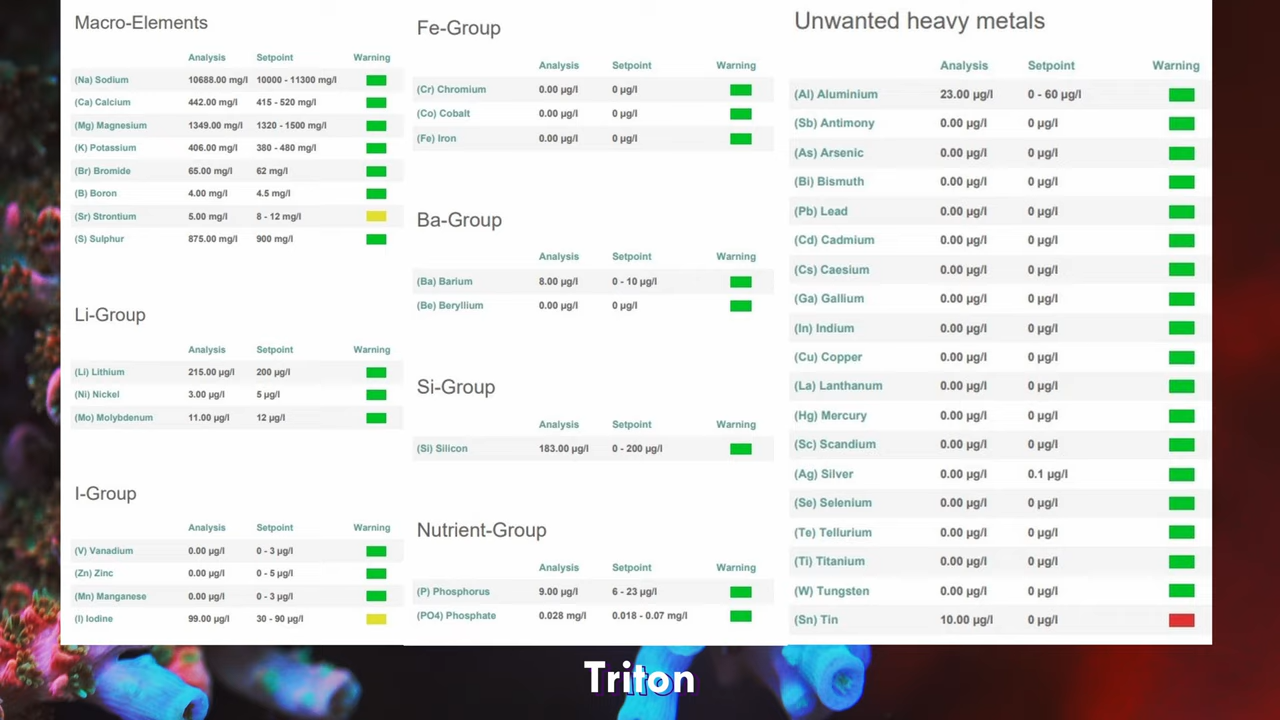 Macro-Elements
Analysis Setpoint Warning
(Na) Sodium 10688.00 mg/l 10000 - 11300 mg/l
(Ca) Calcium 442.00 mg/l 415 - 520 mg/l
(Mg) Magnesium 1349.00 mg/l 1320 - 1500 mg/l
(K) Potassium 406.00 mg/l 380 - 480 mg/l
(Br) Bromide 65.00 mg/l 62 mg/l
(B) Boron 4.00 mg/l 4.5 mg/l
(Sr) Strontium 5.00 mg/l 8 - 12 mg/l
(S) Sulphur 875.00 mg/l 900 mg/l
Li-Group
Analysis Setpoint Warning
(Li) Lithium 215.00 µg/l 200 µg/l
(Ni) Nickel 3.00 µg/l 5 µg/l
(Mo) Molybdenum 11.00 µg/l 12 µg/l
I-Group
Analysis Setpoint Warning
(V) Vanadium 0.00 µg/l 0 - 3 µg/l
(Zn) Zinc 0.00 µg/l 0 - 5 µg/l
(Mn) Manganese 0.00 µg/l 0 - 3 µg/l
(I) Iodine 99.00 µg/l 30 - 90 µg/l
Fe-Group
Analysis Setpoint Warning
(Cr) Chromium 0.00 µg/l 0 µg/l
(Co) Cobalt 0.00 µg/l 0 µg/l
(Fe) Iron 0.00 µg/l 0 µg/l
Ba-Group
Analysis Setpoint Warning
(Ba) Barium 8.00 µg/l 0 - 10 µg/l
(Be) Beryllium 0.00 µg/l 0 µg/l
Si-Group
Analysis Setpoint Warning
(Si) Silicon 183.00 µg/l 0 - 200 µg/l
Nutrient-Group
Analysis Setpoint Warning
(P) Phosphorus 9.00 µg/l 6 - 23 µg/l
(PO4) Phosphate 0.028 mg/l 0.018 - 0.07 mg/l
Unwanted heavy metals
Analysis Setpoint Warning
(Al) Aluminium 23.00 µg/l 0 - 60 µg/l
(Sb) Antimony 0.00 µg/l 0 µg/l
(As) Arsenic 0.00 µg/l 0 µg/l
(Bi) Bismuth 0.00 µg/l 0 µg/l
(Pb) Lead 0.00 µg/l 0 µg/l
(Cd) Cadmium 0.00 µg/l 0 µg/l
(Cs) Caesium 0.00 µg/l 0 µg/l
(Ga) Gallium 0.00 µg/l 0 µg/l
(In) Indium 0.00 µg/l 0 µg/l
(Cu) Copper 0.00 µg/l 0 µg/l
(La) Lanthanum 0.00 µg/l 0 µg/l
(Hg) Mercury 0.00 µg/l 0 µg/l
(Sc) Scandium 0.00 µg/l 0 µg/l
(Ag) Silver 0.00 µg/l 0.1 µg/l
(Se) Selenium 0.00 µg/l 0 µg/l
(Te) Tellurium 0.00 µg/l 0 µg/l
(Ti) Titanium 0.00 µg/l 0 µg/l
(W) Tungsten 0.00 µg/l 0 µg/l
(Sn) Tin 10.00 µg/l 0 µg/l
Triton